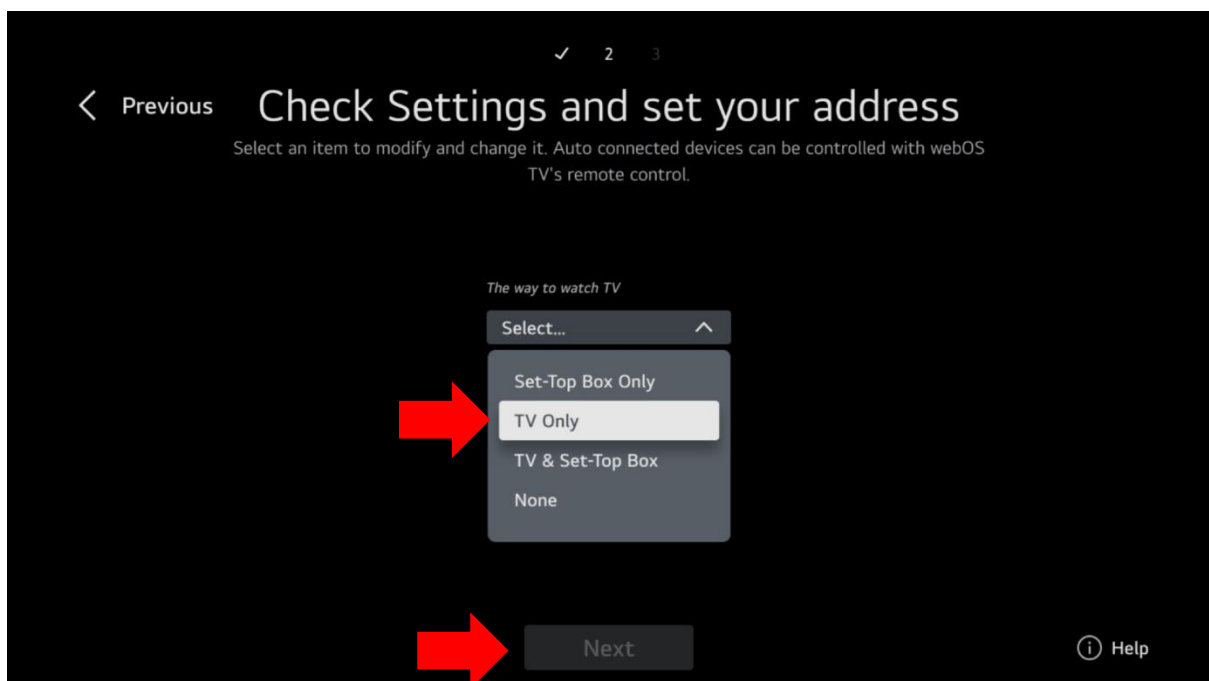 ✓ 2 3
Previous
Check Settings and set your address
Select an item to modify and change it. Auto connected devices can be controlled with webOS
TV's remote control.
The way to watch TV
Select...
Set-Top Box Only
TV Only
TV & Set-Top Box
None
Next
Help